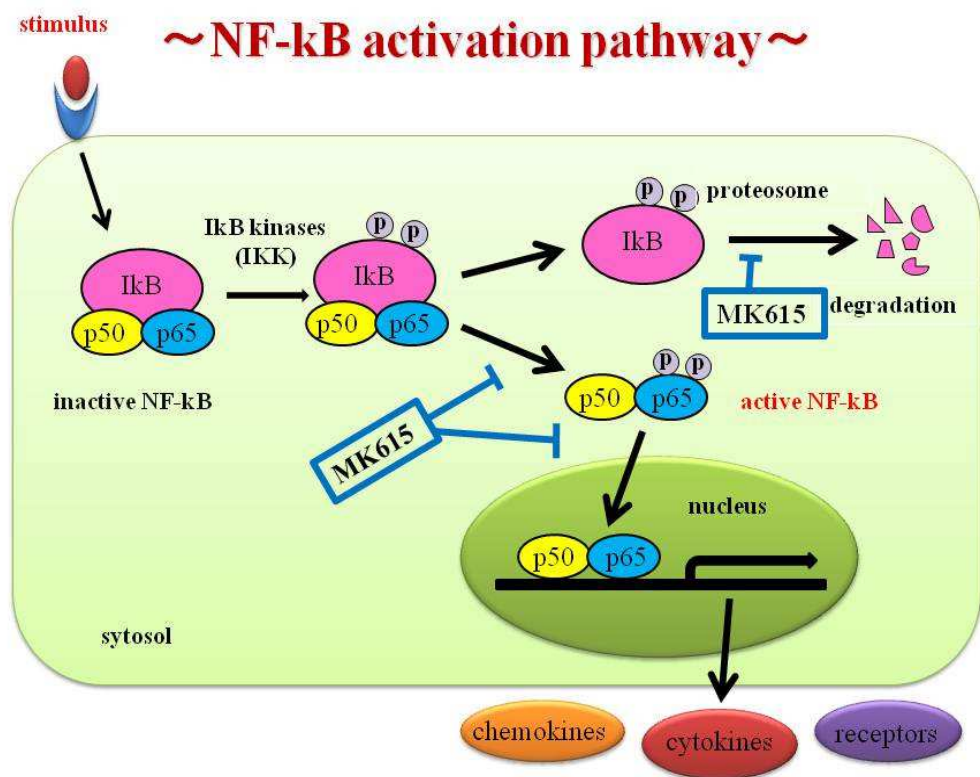 stimulus
~NF-kB activation pathway~
IkB kinases
(IKK)
P P
IkB
p50 p65
inactive NF-kB
IkB
p50 p65
P P
IkB
proteosome
degradation
MK615
P P
p50 p65
active NF-kB
MK615
nucleus
p50 p65
sytosol
chemokines
cytokines
receptors